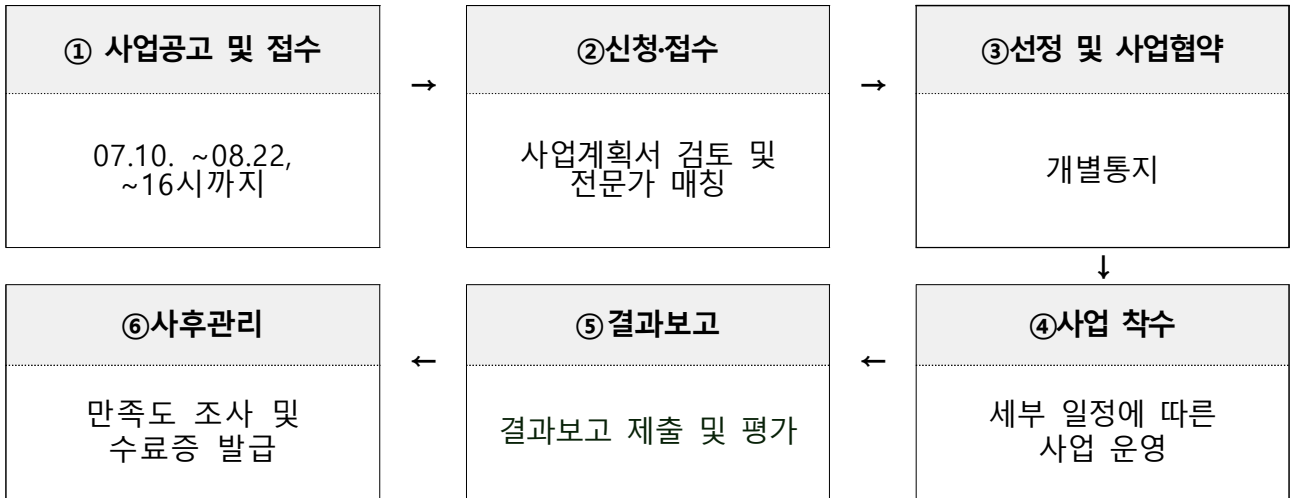 ① 사업공고 및 접수
→
②신청·접수
→
③선정 및 사업협약
07.10. ~08.22,
~16시까지
사업계획서 검토 및
전문가 매칭
개별통지
↓
⑥사후관리
←
⑤결과보고
←
④사업 착수
만족도 조사 및
수료증 발급
결과보고 제출 및 평가
세부 일정에 따른
사업 운영